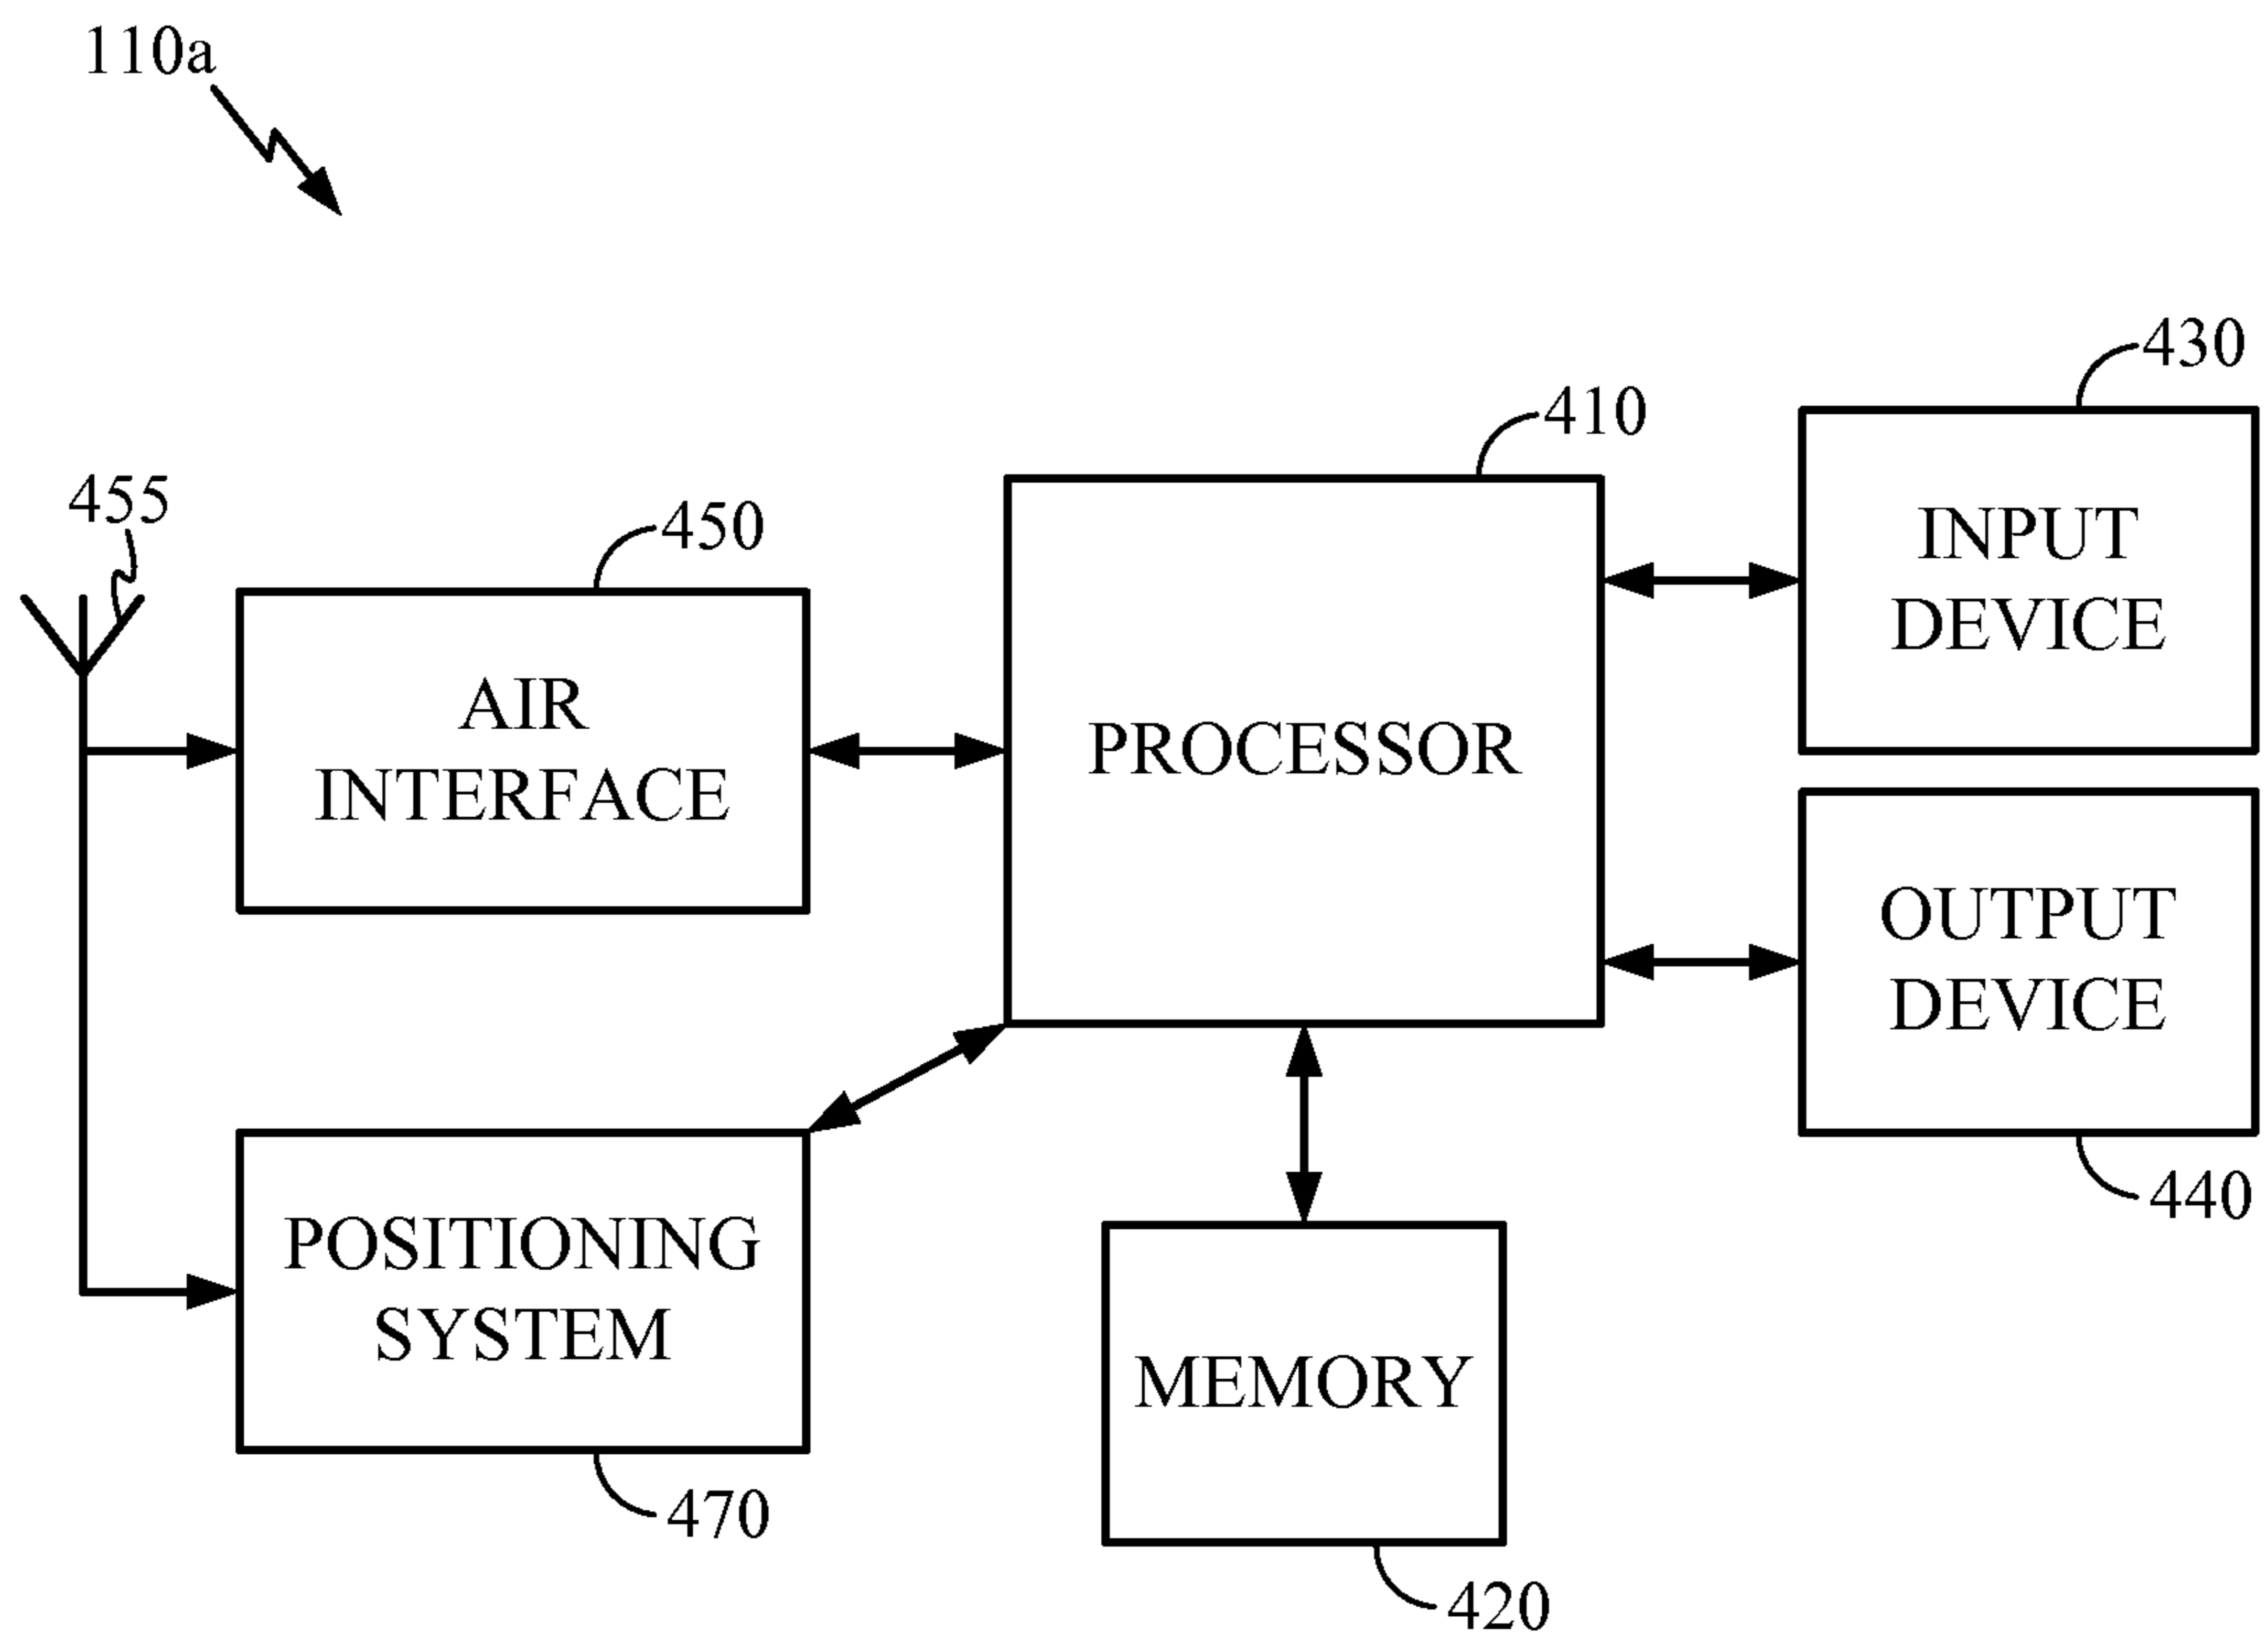 110a
430
410
455
450
INPUT
DEVICE
AIR
INTERFACE
PROCESSOR
OUTPUT
DEVICE
440
POSITIONING
SYSTEM
MEMORY
470
420